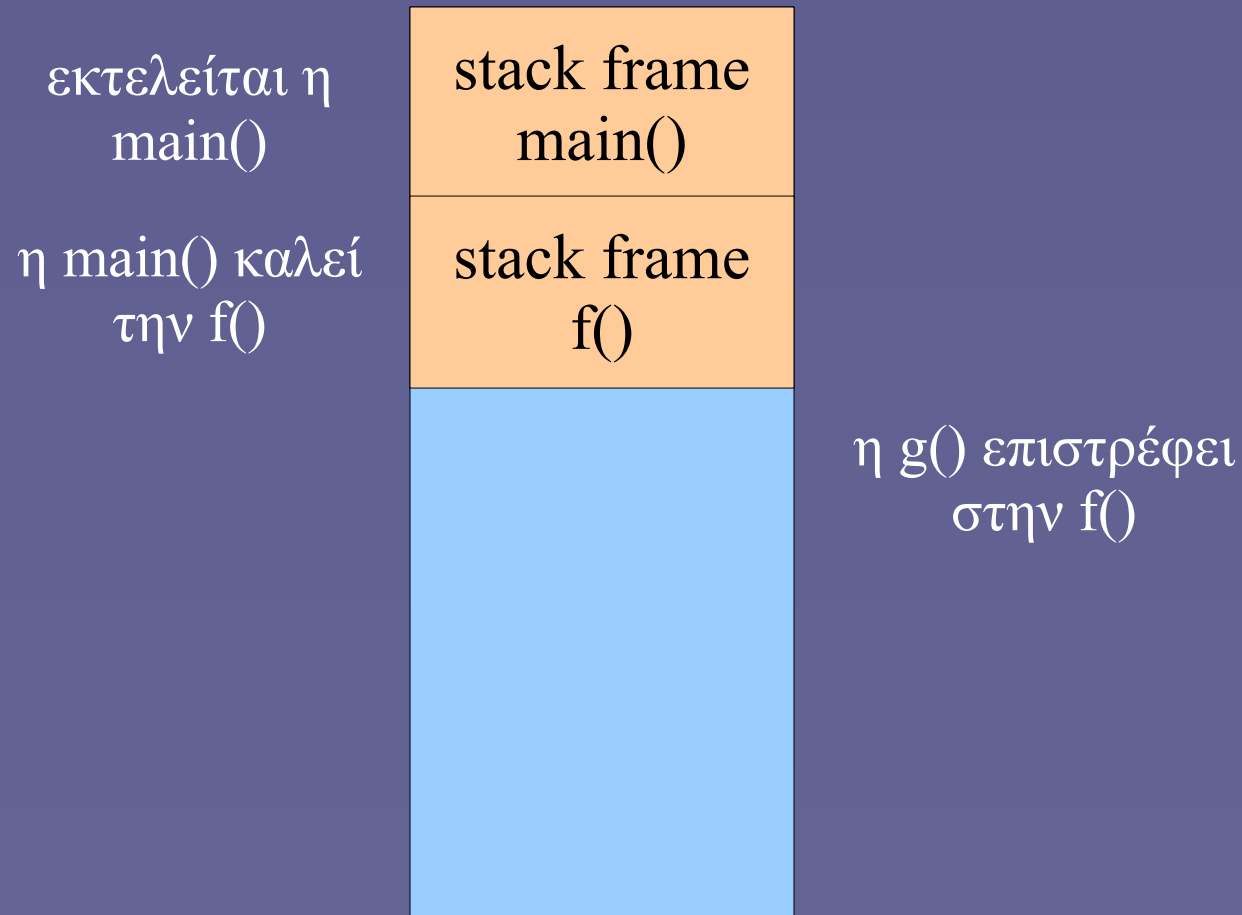 εκτελείται η
main()
stack frame
main()
η main() καλεί
την f()
stack frame
f()
η g() επιστρέφει
στην f()